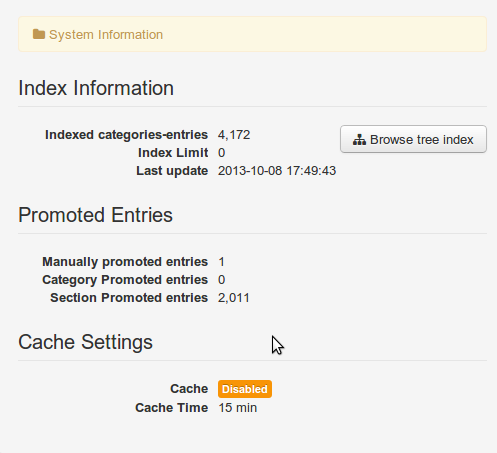 System Information
Index Information
Indexed categories-entries 4,172
Browse tree index
Index Limit 0
Last update 2013-10-08 17:49:43
Promoted Entries
Manually promoted entries 1
Category Promoted entries 0
Section Promoted entries 2,011
Cache Settings
Cache Disabled
Cache Time 15 min